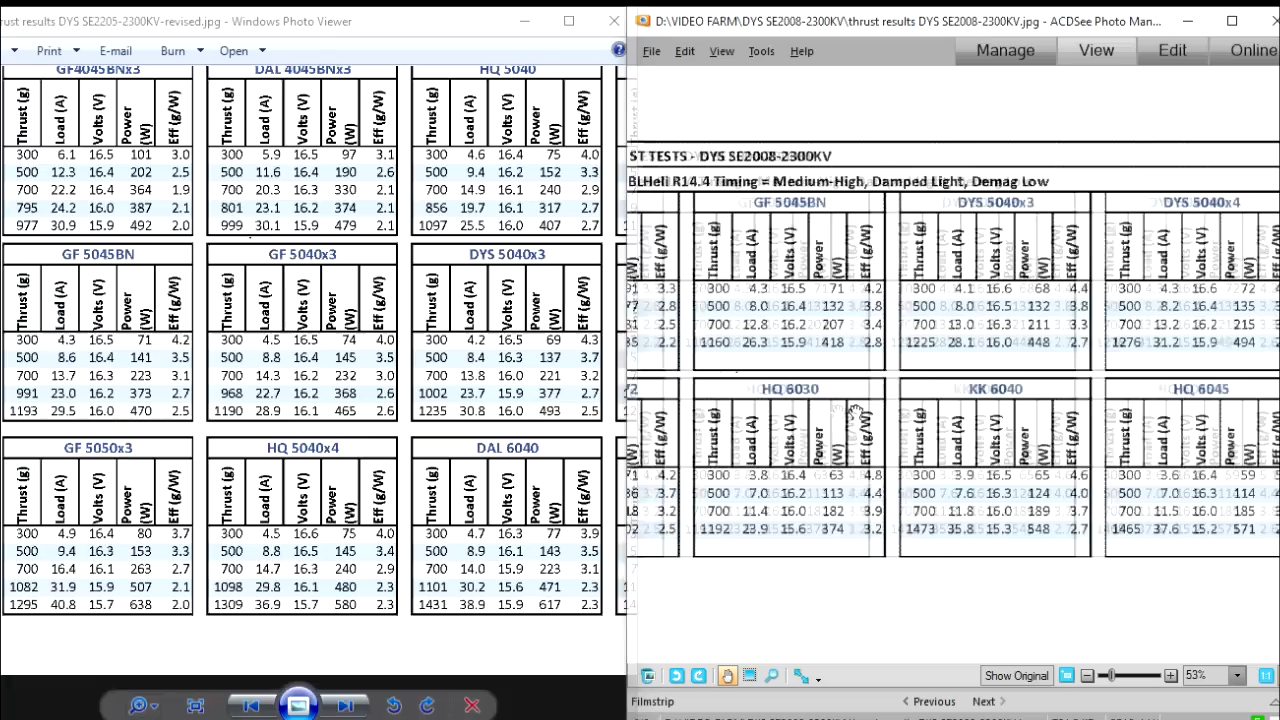 rust results DYS SE2205-2300KV-revised.jpg - Windows Photo Viewer
Print E-mail Burn Open
GF4045BNx3 DAL 4045BNx3 HQ 5040
Thrust (g) Load (A) Volts (V) Power (W) Eff (g/W) Thrust (g) Load (A) Volts (V) Power (W) Eff (g/W) Thrust (g) Load (A) Volts (V) Power (W) Eff (g/W)
300 6.1 16.5 101 3.0 300 5.9 16.5 97 3.1 300 4.6 16.4 75 4.0
500 12.3 16.4 202 2.5 500 11.6 16.4 190 2.6 500 9.4 16.2 152 3.3
700 22.2 16.4 364 1.9 700 20.3 16.3 330 2.1 700 14.9 16.1 240 2.9
795 24.2 16.0 387 2.1 801 23.1 16.2 374 2.1 856 19.7 16.1 317 2.7
977 30.9 15.9 492 2.0 999 30.1 15.9 479 2.1 1097 25.5 16.0 407 2.7
GF 5045BN GF 5040x3 DYS 5040x3
Thrust (g) Load (A) Volts (V) Power (W) Eff (g/W) Thrust (g) Load (A) Volts (V) Power (W) Eff (g/W) Thrust (g) Load (A) Volts (V) Power (W) Eff (g/W)
300 4.3 16.5 71 4.2 300 4.5 16.5 74 4.0 300 4.2 16.5 69 4.3
500 8.6 16.4 141 3.5 500 8.8 16.4 145 3.5 500 8.4 16.3 137 3.7
700 13.7 16.3 223 3.1 700 14.3 16.2 232 3.0 700 13.8 16.0 221 3.2
991 23.0 16.2 373 2.7 968 22.7 16.2 368 2.6 1002 23.7 15.9 377 2.7
1193 29.5 16.0 470 2.5 1190 28.9 16.1 465 2.6 1235 30.8 16.0 493 2.5
GF 5050x3 HQ 5040x4 DAL 6040
Thrust (g) Load (A) Volts (V) Power (W) Eff (g/W) Thrust (g) Load (A) Volts (V) Power (W) Eff (g/W) Thrust (g) Load (A) Volts (V) Power (W) Eff (g/W)
300 4.9 16.4 80 3.7 300 4.5 16.6 75 4.0 300 4.7 16.3 77 3.9
500 9.4 16.3 153 3.3 500 8.8 16.5 145 3.4 500 8.9 16.1 143 3.5
700 16.4 16.1 263 2.7 700 14.7 16.3 240 2.9 700 14.0 15.9 223 3.1
1082 31.9 15.9 507 2.1 1098 29.8 16.1 480 2.3 1101 30.2 15.6 471 2.3
1295 40.8 15.7 638 2.0 1309 36.9 15.7 580 2.3 1431 38.9 15.9 617 2.3
D:\VIDEO FARM\DYS SE2008-2300KV\thrust results DYS SE2008-2300KV.jpg - ACDSee Photo Man...
File Edit View Tools Help Manage View Edit Online
ST TESTS - DYS SE2008-2300KV
BLHeli R14.4 Timing = Medium-High, Damped Light, Demag Low
GF 5045BN DYS 5040x3 DYS 5040x4
(W) Eff (g/W) Thrust (g) Load (A) Volts (V) Power (W) Eff (g/W) Thrust (g) Load (A) Volts (V) Power (W) Eff (g/W) Thrust (g) Load (A) Volts (V) Power (W) Eff (g/W)
91 3.3 300 4.3 16.5 71 4.2 300 4.1 16.6 68 4.4 300 4.3 16.6 72 4.
77 2.8 500 8.0 16.4 132 3.8 500 8.0 16.5 132 3.8 500 8.2 16.4 135 3.
31 2.5 700 12.8 16.2 207 3.4 700 13.0 16.3 211 3.3 700 13.2 16.2 215 3.
35 2.2 1160 26.3 15.9 418 2.8 1225 28.1 16.0 448 2.7 1276 31.2 15.9 494 2.
HQ 6030 KK 6040 HQ 6045
(W) Eff (g/W) Thrust (g) Load (A) Volts (V) Power (W) Eff (g/W) Thrust (g) Load (A) Volts (V) Power (W) Eff (g/W) Thrust (g) Load (A) Volts (V) Power (W) Eff (g/W)
71 4.2 300 3.8 16.4 63 4.8 300 3.9 16.5 65 4.6 300 3.6 16.4 59 5.
36 3.7 500 7.0 16.2 113 4.4 500 7.6 16.3 124 4.0 500 7.0 16.3 114 4.
18 3.2 700 11.4 16.0 182 3.9 700 11.8 16.0 189 3.7 700 11.5 16.0 185 3.
02 2.5 1192 23.9 15.6 374 3.2 1473 35.8 15.3 548 2.7 1465 37.6 15.2 571 2.
Show Original 53% 1:1
Filmstrip Previous Next